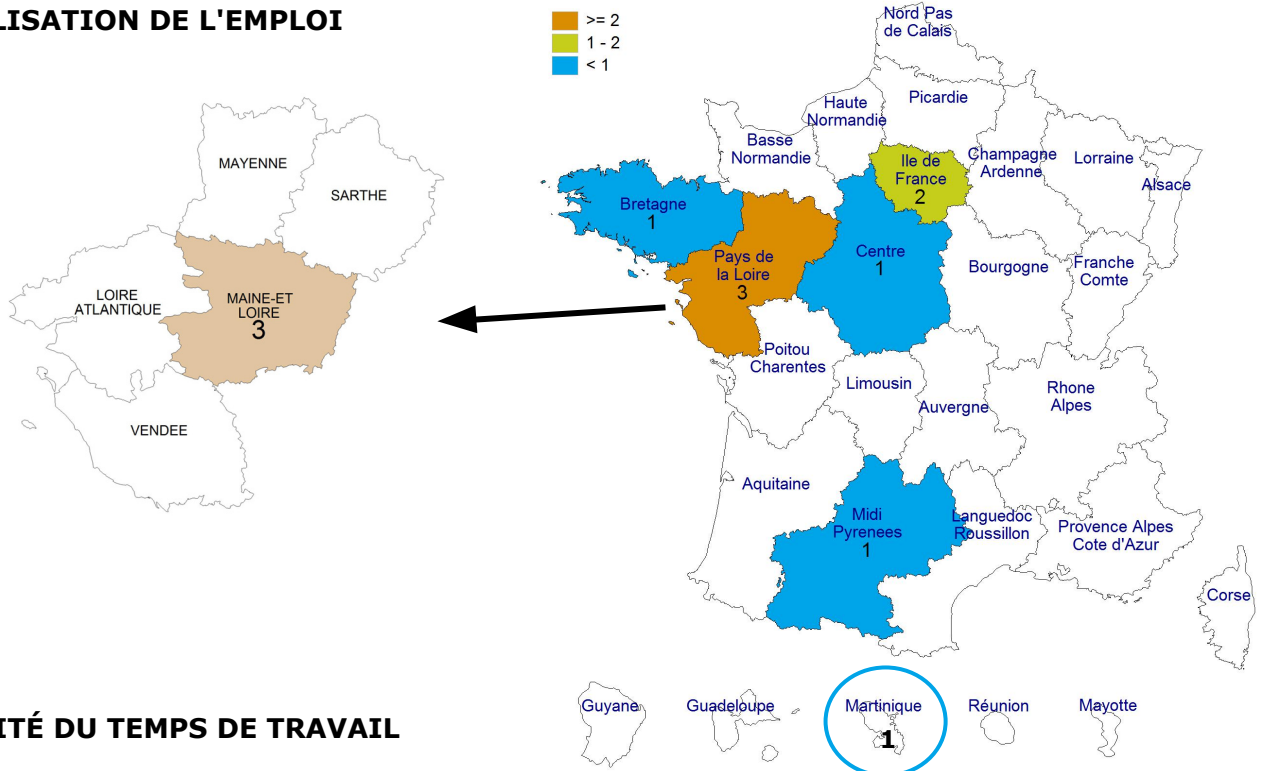 LISATION DE L'EMPLOI
>= 2
1 - 2
< 1
Nord Pas
de Calais
Picardie
Haute
Normandie
Basse
Normandie
Ile de
France
2
Champagne
Ardenne
Lorraine
Alsace
Bretagne
1
Pays de
la Loire
3
Centre
1
Bourgogne
Franche
Comte
Poitou
Charentes
Limousin
Auvergne
Rhone
Alpes
Aquitaine
Midi
Pyrenees
1
Languedoc
Roussillon
Provence Alpes
Cote d'Azur
Corse
MAYENNE
SARTHE
LOIRE
ATLANTIQUE
MAINE-ET
LOIRE
3
VENDEE
Guyane
Guadeloupe
Martinique
1
Réunion
Mayotte
ITÉ DU TEMPS DE TRAVAIL